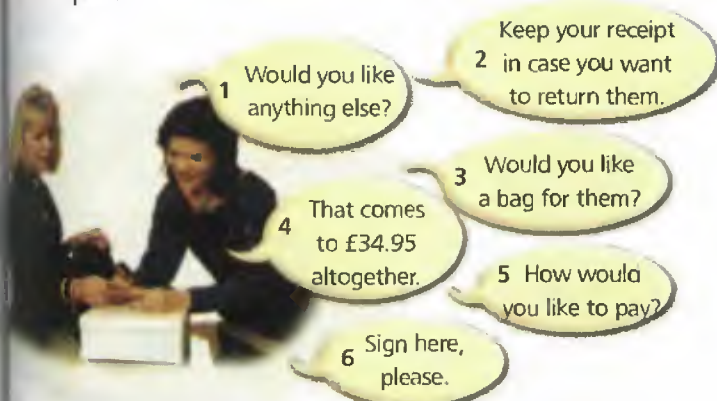 1 Would you like
anything else?
2 Keep your receipt
in case you want
to return them.
3 Would you like
a bag for them?
4 That comes
to £34.95
altogether.
5 How would
you like to pay?
6 Sign here,
please.